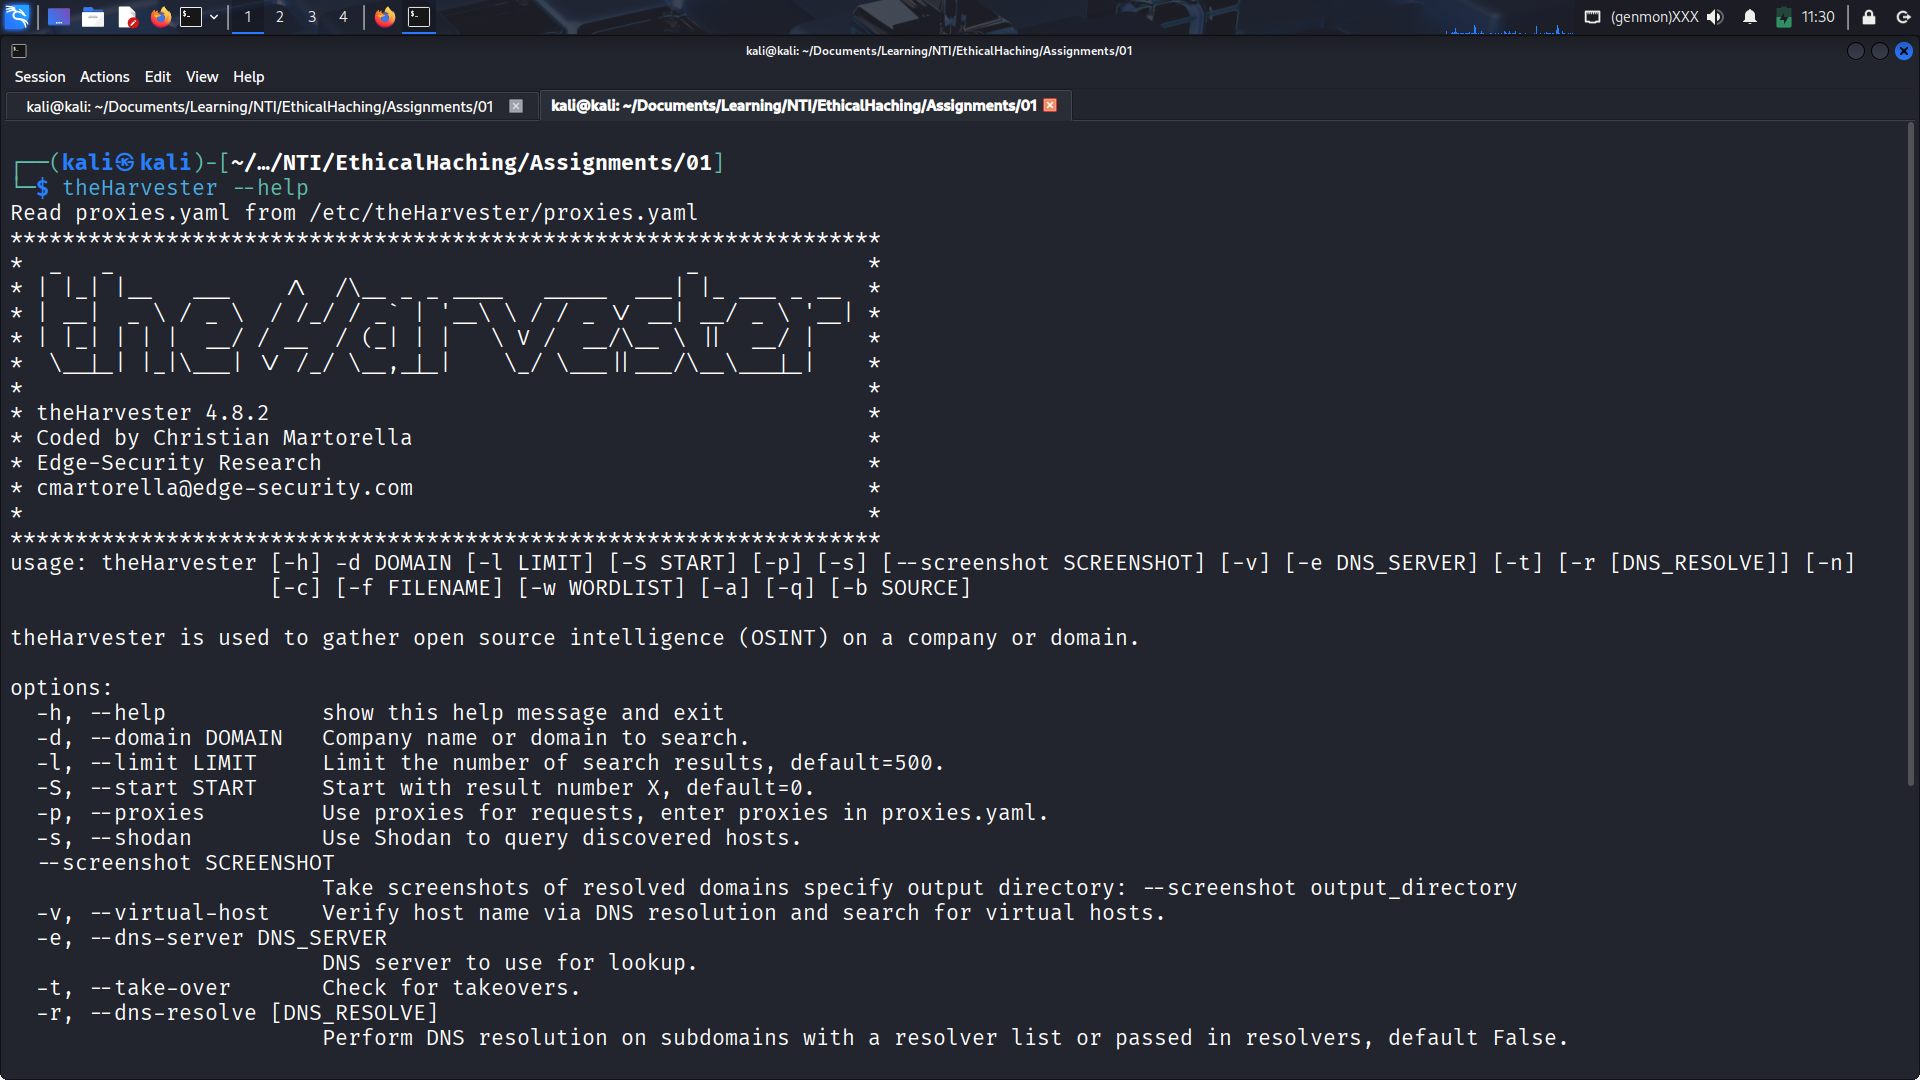 1 2 3 4 (genmon)XXX 11:30
kali@kali: ~/Documents/Learning/NTI/EthicalHaching/Assignments/01
Session Actions Edit View Help
kali@kali: ~/Documents/Learning/NTI/EthicalHaching/Assignments/01 kali@kali: ~/Documents/Learning/NTI/EthicalHaching/Assignments/01
┌──(kali㉿kali)-[~/…/NTI/EthicalHaching/Assignments/01]
└─$ theHarvester --help
Read proxies.yaml from /etc/theHarvester/proxies.yaml
*******************************************************************
*  _   _                                            _             *
* | |_| |__   ___    /\  /\__ _ _ ____   _____  ___| |_ ___ _ __  *
* | __|  _ \ / _ \  / /_/ / _` | '__\ \ / / _ \/ __| __/ _ \ '__| *
* | |_| | | |  __/ / __  / (_| | |   \ V /  __/\__ \ ||  __/ |    *
*  \__|_| |_|\___| \/ /_/ \__,_|_|    \_/ \___||___/\__\___|_|    *
*                                                                 *
* theHarvester 4.8.2                                              *
* Coded by Christian Martorella                                   *
* Edge-Security Research                                          *
* cmartorella@edge-security.com                                   *
*                                                                 *
*******************************************************************
usage: theHarvester [-h] -d DOMAIN [-l LIMIT] [-S START] [-p] [-s] [--screenshot SCREENSHOT] [-v] [-e DNS_SERVER] [-t] [-r [DNS_RESOLVE]] [-n]
                    [-c] [-f FILENAME] [-w WORDLIST] [-a] [-q] [-b SOURCE]
theHarvester is used to gather open source intelligence (OSINT) on a company or domain.
options:
  -h, --help            show this help message and exit
  -d, --domain DOMAIN   Company name or domain to search.
  -l, --limit LIMIT     Limit the number of search results, default=500.
  -S, --start START     Start with result number X, default=0.
  -p, --proxies         Use proxies for requests, enter proxies in proxies.yaml.
  -s, --shodan          Use Shodan to query discovered hosts.
  --screenshot SCREENSHOT
                        Take screenshots of resolved domains specify output directory: --screenshot output_directory
  -v, --virtual-host    Verify host name via DNS resolution and search for virtual hosts.
  -e, --dns-server DNS_SERVER
                        DNS server to use for lookup.
  -t, --take-over       Check for takeovers.
  -r, --dns-resolve [DNS_RESOLVE]
                        Perform DNS resolution on subdomains with a resolver list or passed in resolvers, default False.